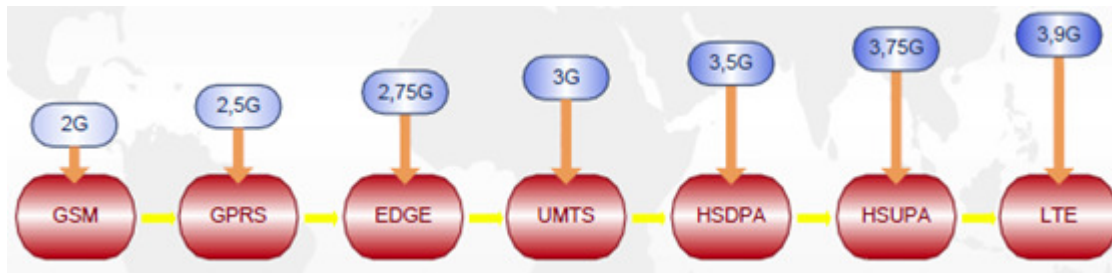 2G
2,5G
2,75G
3G
3,5G
3,75G
3,9G
GSM
GPRS
EDGE
UMTS
HSDPA
HSUPA
LTE